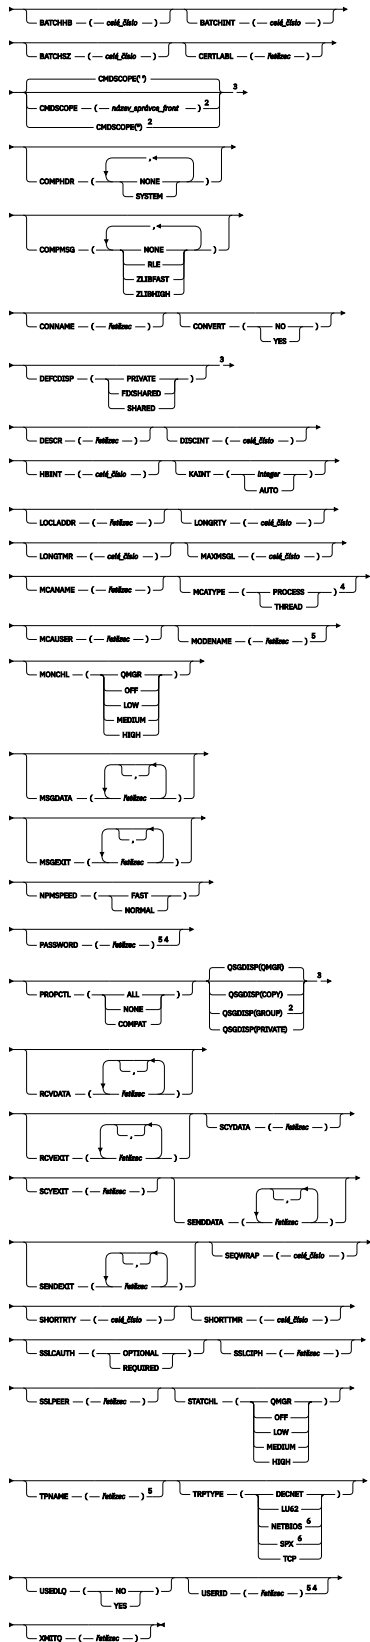 BATCHHB ( celé_číslo ) BATCHINT ( celé_číslo )
BATCHSZ ( celé_číslo ) CERTLABL ( řetězec )
CMDSCOPE(' ')
CMDSCOPE ( název_správce_front ) 2 3
CMDSCOPE(*) 2
,
COMPHDR ( NONE )
SYSTEM
,
COMPMSG ( NONE )
RLE
ZLIBFAST
ZLIBHIGH
CONNAME ( řetězec ) CONVERT ( NO )
YES
DEFCDISP ( PRIVATE ) 3
FIXSHARED
SHARED
DESCR ( řetězec ) DISCINT ( celé_číslo )
HBINT ( celé_číslo ) KAINT ( integer )
AUTO
LOCLADDR ( řetězec ) LONGRTY ( celé_číslo )
LONGTMR ( celé_číslo ) MAXMSGL ( celé_číslo )
MCANAME ( řetězec ) MCATYPE ( PROCESS ) 4
THREAD
MCAUSER ( řetězec ) MODENAME ( řetězec ) 5
MONCHL ( QMGR )
OFF
LOW
MEDIUM
HIGH
,
MSGDATA ( řetězec )
,
MSGEXIT ( řetězec )
NPMSPEED ( FAST )
NORMAL
PASSWORD ( řetězec ) 5 4
QSGDISP(QMGR) 3
PROPCTL ( ALL ) QSGDISP(COPY)
NONE QSGDISP(GROUP) 2
COMPAT QSGDISP(PRIVATE)
,
RCVDATA ( řetězec )
,
RCVEXIT ( řetězec ) SCYDATA ( řetězec )
SCYEXIT ( řetězec ) ,
SENDDATA ( řetězec )
,
SENDEXIT ( řetězec ) SEQWRAP ( celé_číslo )
SHORTRTY ( celé_číslo ) SHORTTMR ( celé_číslo )
SSLCAUTH ( OPTIONAL ) SSLCIPH ( řetězec )
REQUIRED
SSLPEER ( řetězec ) STATCHL ( QMGR )
OFF
LOW
MEDIUM
HIGH
TPNAME ( řetězec ) 5 TRPTYPE ( DECNET )
LU62
NETBIOS 6
SPX 6
TCP
USEDLQ ( NO ) USERID ( řetězec ) 5 4
YES
XMITQ ( řetězec )